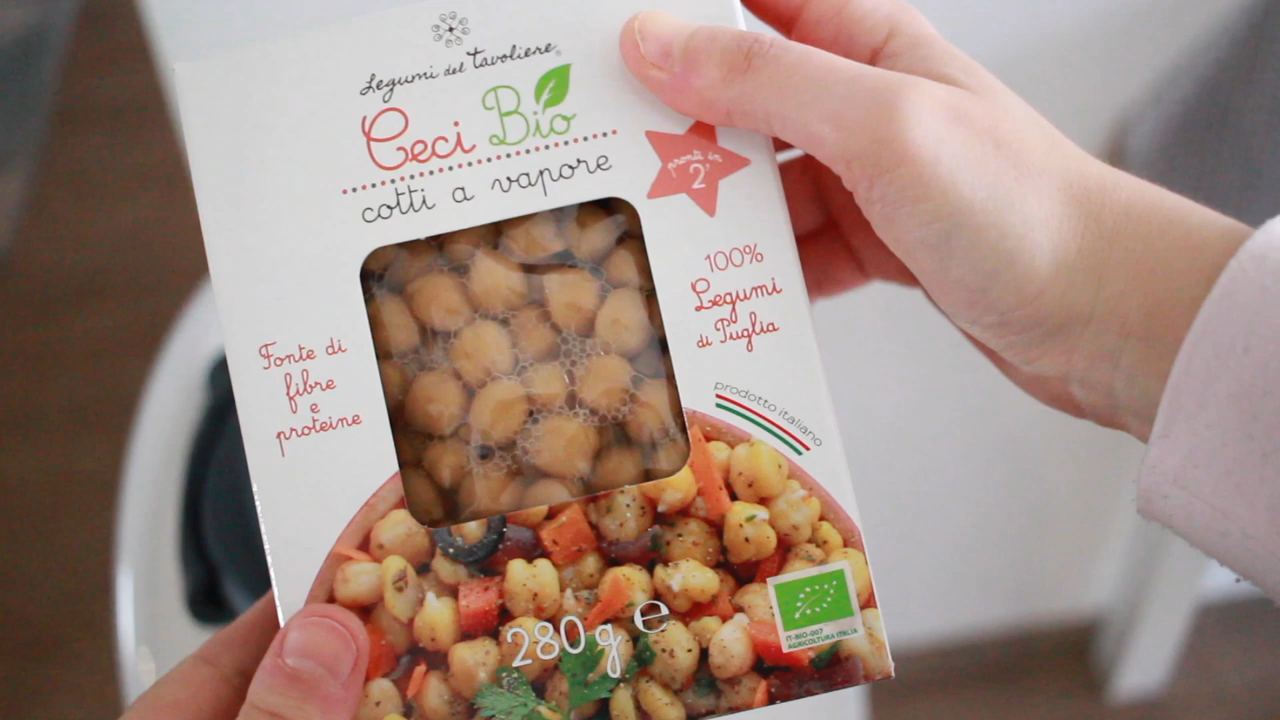 Legumi del Tavoliere®
Ceci Bio
cotti a vapore
pronti in
2'
100%
Legumi
di Puglia
Fonte di
fibre
e
proteine
prodotto italiano
280 g ℮
IT-BIO-007
AGRICOLTURA ITALIA